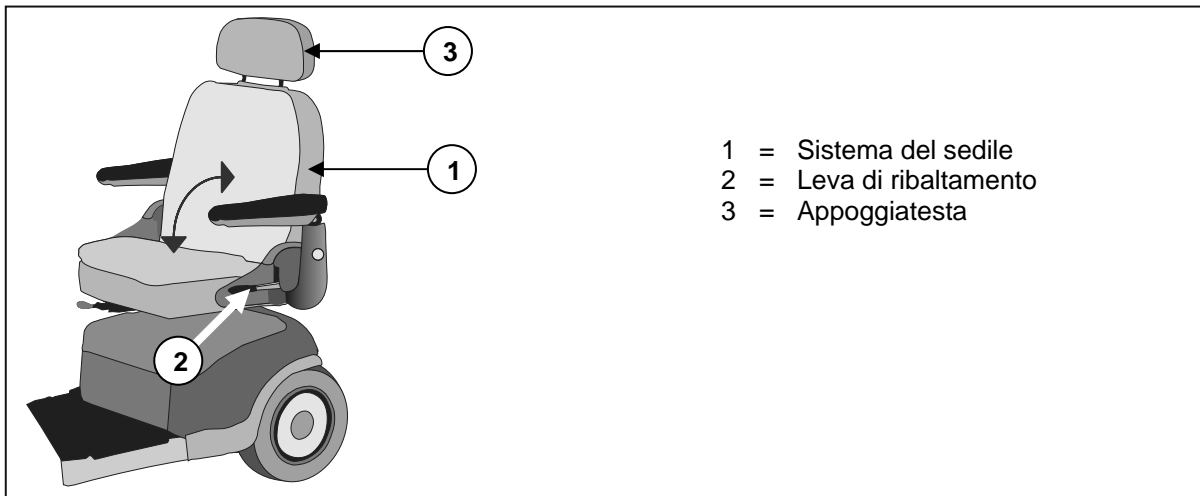 3
1
2
1 = Sistema del sedile
2 = Leva di ribaltamento
3 = Appoggiatesta